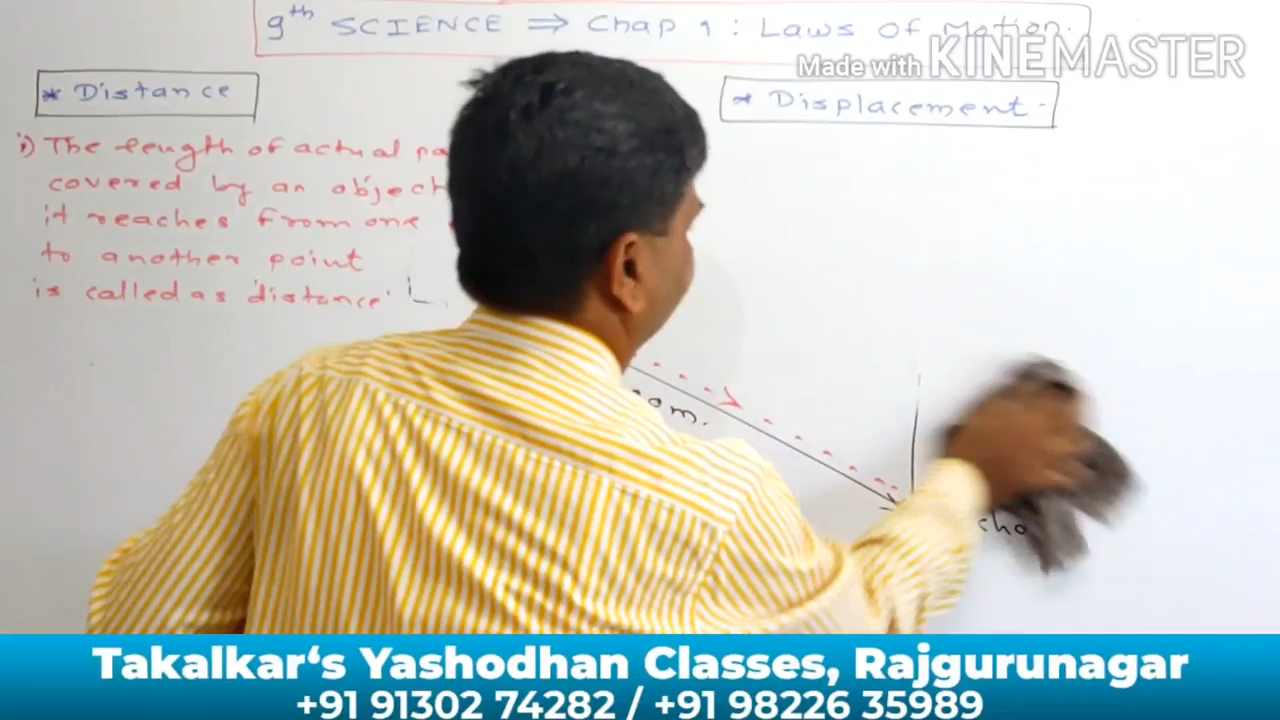 9th SCIENCE ⇒ Chap 1 : Laws of Motion.
Made with KINEMASTER
* Distance
* Displacement.
i) The length of actual
covered by an object
it reaches from one
to another point
is called as 'distance'
om.
Takalkar‘s Yashodhan Classes, Rajgurunagar
+91 91302 74282 / +91 98226 35989